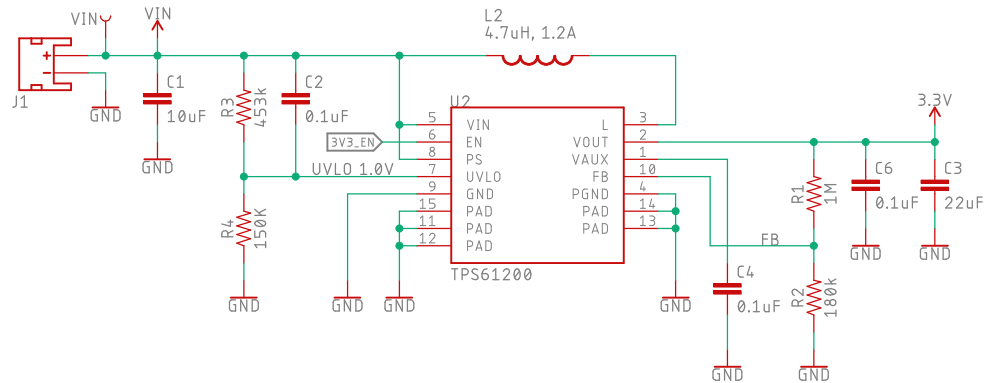 VIN
VIN
L2
4.7uH, 1.2A
+
−
J1
GND
C1
10uF
GND
R3
453k
C2
0.1uF
3V3_EN
UVLO 1.0V
R4
150K
GND
GND
GND
U2
5 VIN
6 EN
8 PS
7 UVLO
9 GND
15 PAD
11 PAD
12 PAD
L 3
VOUT 2
VAUX 1
FB 10
PGND 4
PAD 14
PAD 13
TPS61200
GND
3.3V
R1
1M
C6
0.1uF
GND
C3
22uF
GND
FB
C4
0.1uF
GND
R2
180k
GND